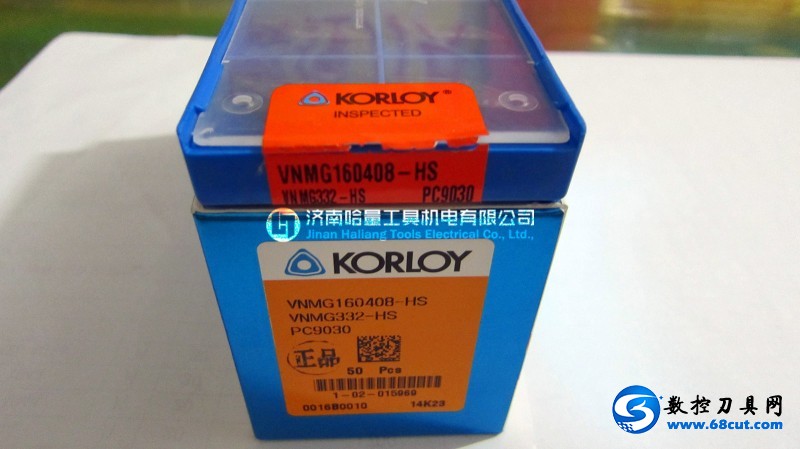 KORLOY®
INSPECTED
VNMG160408-HS
VNMG332-HS PC9030
济南哈量工具机电有限公司
Jinan Haliang Tools Electrical Co., Ltd.
KORLOY
VNMG160408-HS
VNMG332-HS
PC9030
正品
50 Pcs
1-02-015969
0016B0010 14K23
数控刀具网
www.68cut.com